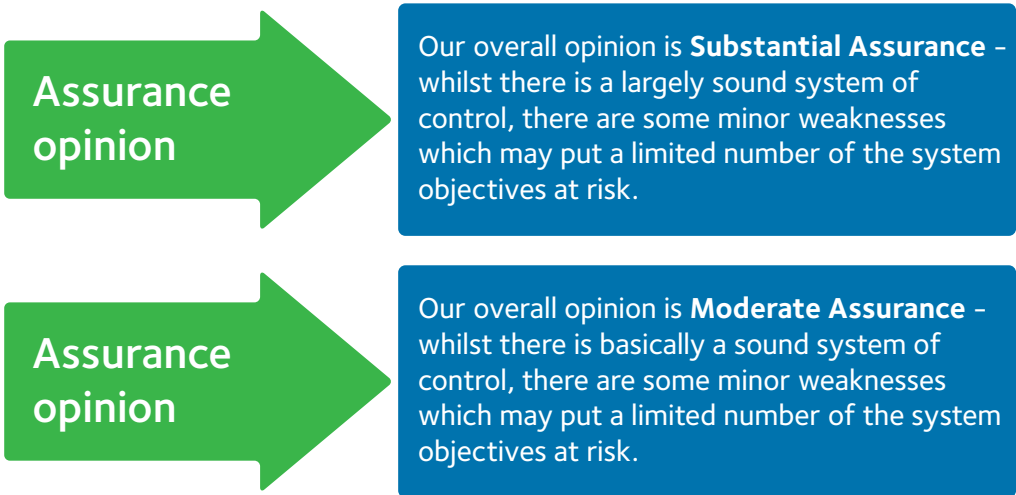 Assurance
opinion
Our overall opinion is Substantial Assurance –
whilst there is a largely sound system of
control, there are some minor weaknesses
which may put a limited number of the system
objectives at risk.
Assurance
opinion
Our overall opinion is Moderate Assurance –
whilst there is basically a sound system of
control, there are some minor weaknesses
which may put a limited number of the system
objectives at risk.